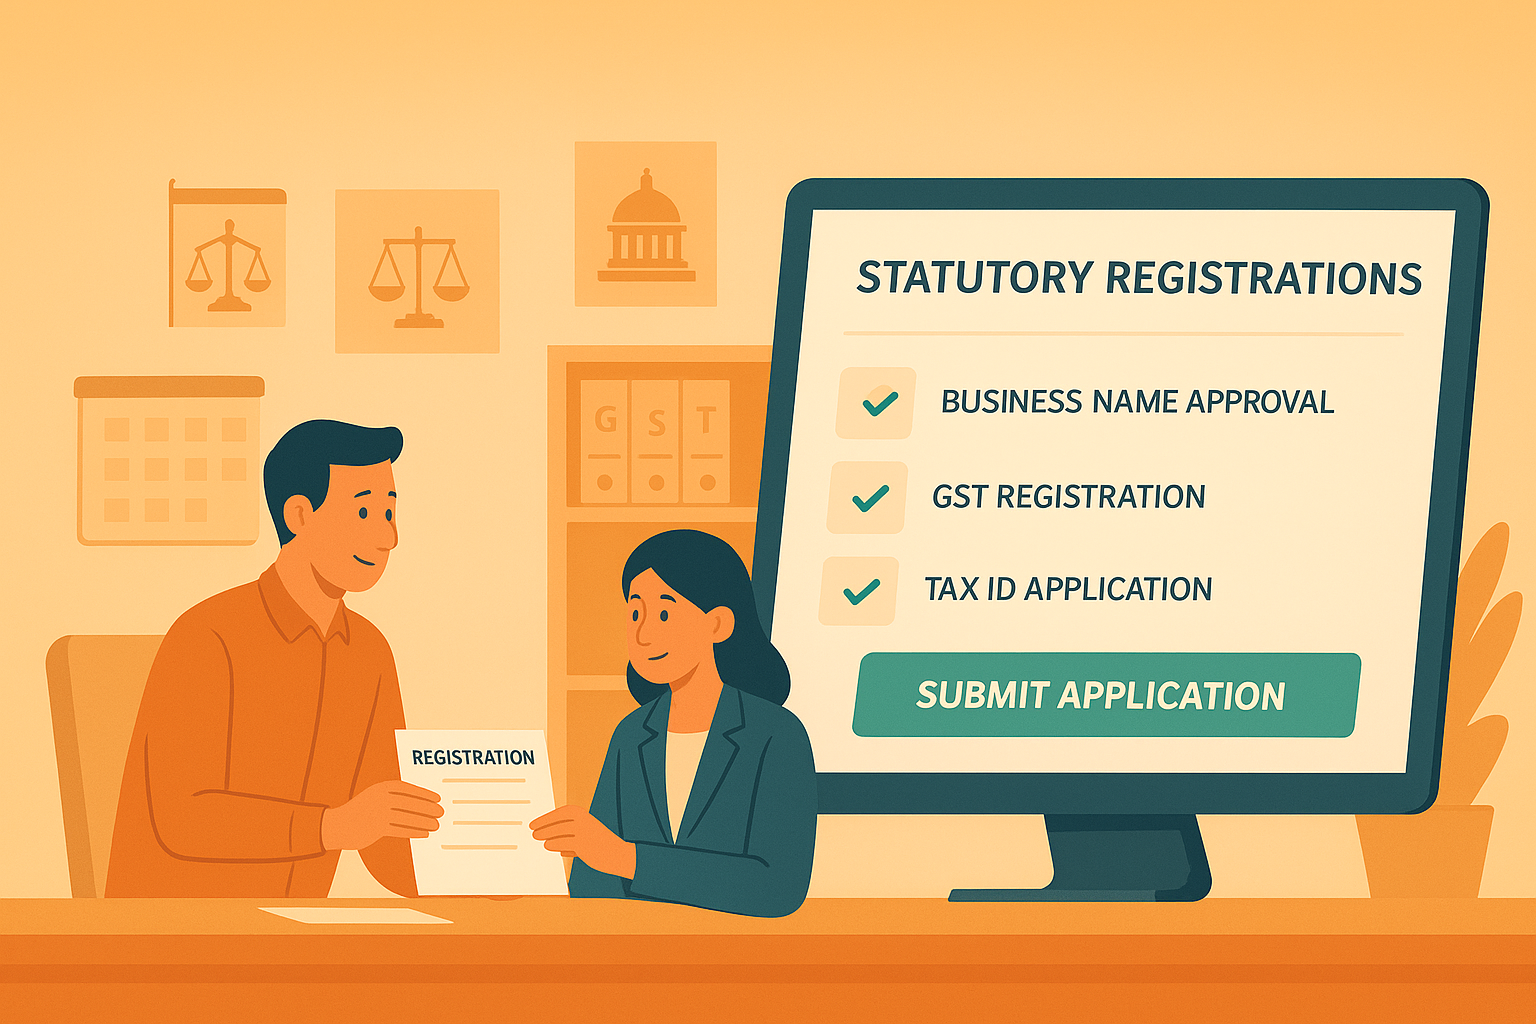 STATUTORY REGISTRATIONS
BUSINESS NAME APPROVAL
GST REGISTRATION
TAX ID APPLICATION
SUBMIT APPLICATION
G S T
REGISTRATION